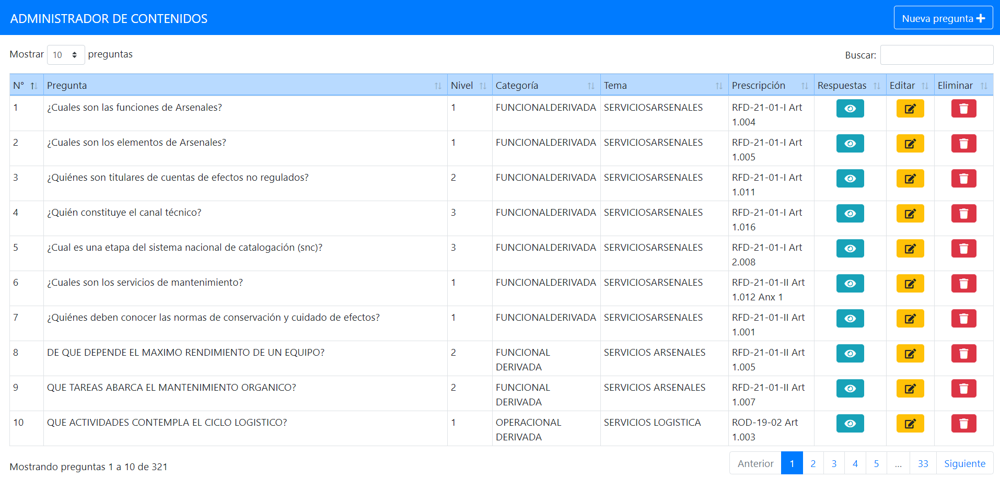 ADMINISTRADOR DE CONTENIDOS
Nueva pregunta
Mostrar 10 preguntas
Buscar:
N° Pregunta Nivel Categoría Tema Prescripción Respuestas Editar Eliminar
1 ¿Cuales son las funciones de Arsenales? 1 FUNCIONALDERIVADA SERVICIOSARSENALES RFD-21-01-I Art
1.004
2 ¿Cuales son los elementos de Arsenales? 1 FUNCIONALDERIVADA SERVICIOSARSENALES RFD-21-01-I Art
1.005
3 ¿Quiénes son titulares de cuentas de efectos no regulados? 2 FUNCIONALDERIVADA SERVICIOSARSENALES RFD-21-01-I Art
1.011
4 ¿Quién constituye el canal técnico? 3 FUNCIONALDERIVADA SERVICIOSARSENALES RFD-21-01-I Art
1.016
5 ¿Cual es una etapa del sistema nacional de catalogación (snc)? 3 FUNCIONALDERIVADA SERVICIOSARSENALES RFD-21-01-I Art
2.008
6 ¿Cuales son los servicios de mantenimiento? 1 FUNCIONALDERIVADA SERVICIOSARSENALES RFD-21-01-II Art
1.012 Anx 1
7 ¿Quiénes deben conocer las normas de conservación y cuidado de efectos? 1 FUNCIONALDERIVADA SERVICIOSARSENALES RFD-21-01-II Art
1.001
8 DE QUE DEPENDE EL MAXIMO RENDIMIENTO DE UN EQUIPO? 2 FUNCIONAL SERVICIOS ARSENALES RFD-21-01-II Art
DERIVADA 1.005
9 QUE TAREAS ABARCA EL MANTENIMIENTO ORGANICO? 2 FUNCIONAL SERVICIOS ARSENALES RFD-21-01-II Art
DERIVADA 1.007
10 QUE ACTIVIDADES CONTEMPLA EL CICLO LOGISTICO? 1 OPERACIONAL SERVICIOS LOGISTICA ROD-19-02 Art
DERIVADA 1.003
Mostrando preguntas 1 a 10 de 321
Anterior 1 2 3 4 5 ... 33 Siguiente